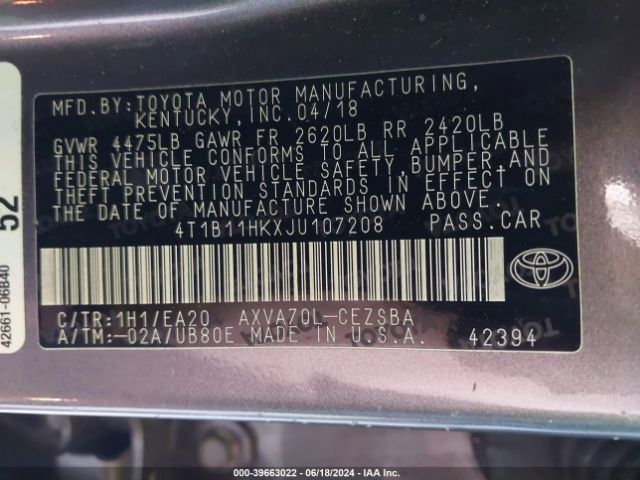 MFD.BY:TOYOTA MOTOR MANUFACTURING,
KENTUCKY,INC.04/18
GVWR 4475LB GAWR FR 2620LB RR 2420LB
THIS VEHICLE CONFORMS TO ALL APPLICABLE
FEDERAL MOTOR VEHICLE SAFETY,BUMPER,AND
THEFT PREVENTION STANDARDS IN EFFECT ON
THE DATE OF MANUFACTURE SHOWN ABOVE.
4T1B11HKXJU107208 PASS.CAR
C/TR:1H1/EA20 AXVA70L-CEZSBA
A/TM:-02A/UB80E MADE IN U.S.A. 42394
52
42661-06B40
000-39663022 - 06/18/2024 - IAA Inc.